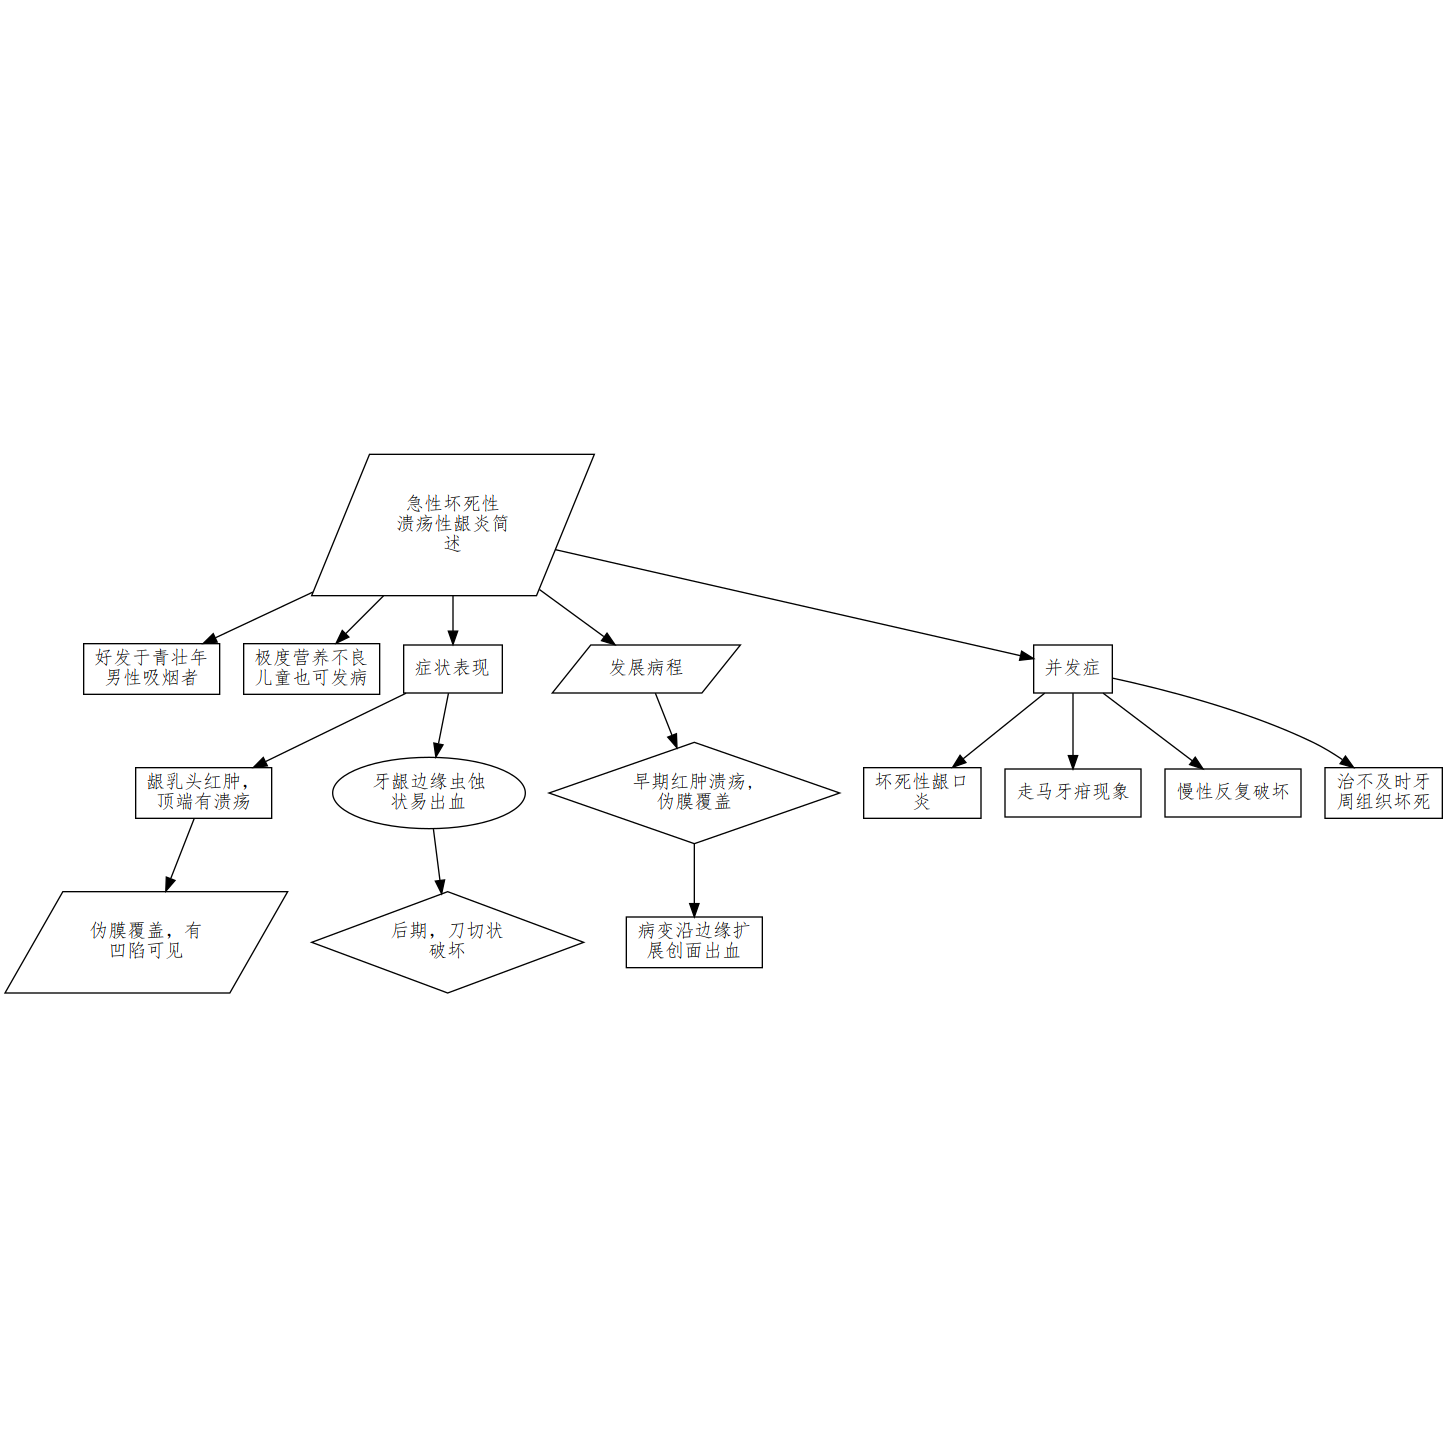 急性坏死性
溃疡性龈炎简
述
好发于青壮年
男性吸烟者
极度营养不良
儿童也可发病
症状表现
发展病程
并发症
龈乳头红肿，
顶端有溃疡
牙龈边缘虫蚀
状易出血
早期红肿溃疡，
伪膜覆盖
坏死性龈口
炎
走马牙疳现象
慢性反复破坏
治不及时牙
周组织坏死
伪膜覆盖，有
凹陷可见
后期，刀切状
破坏
病变沿边缘扩
展创面出血